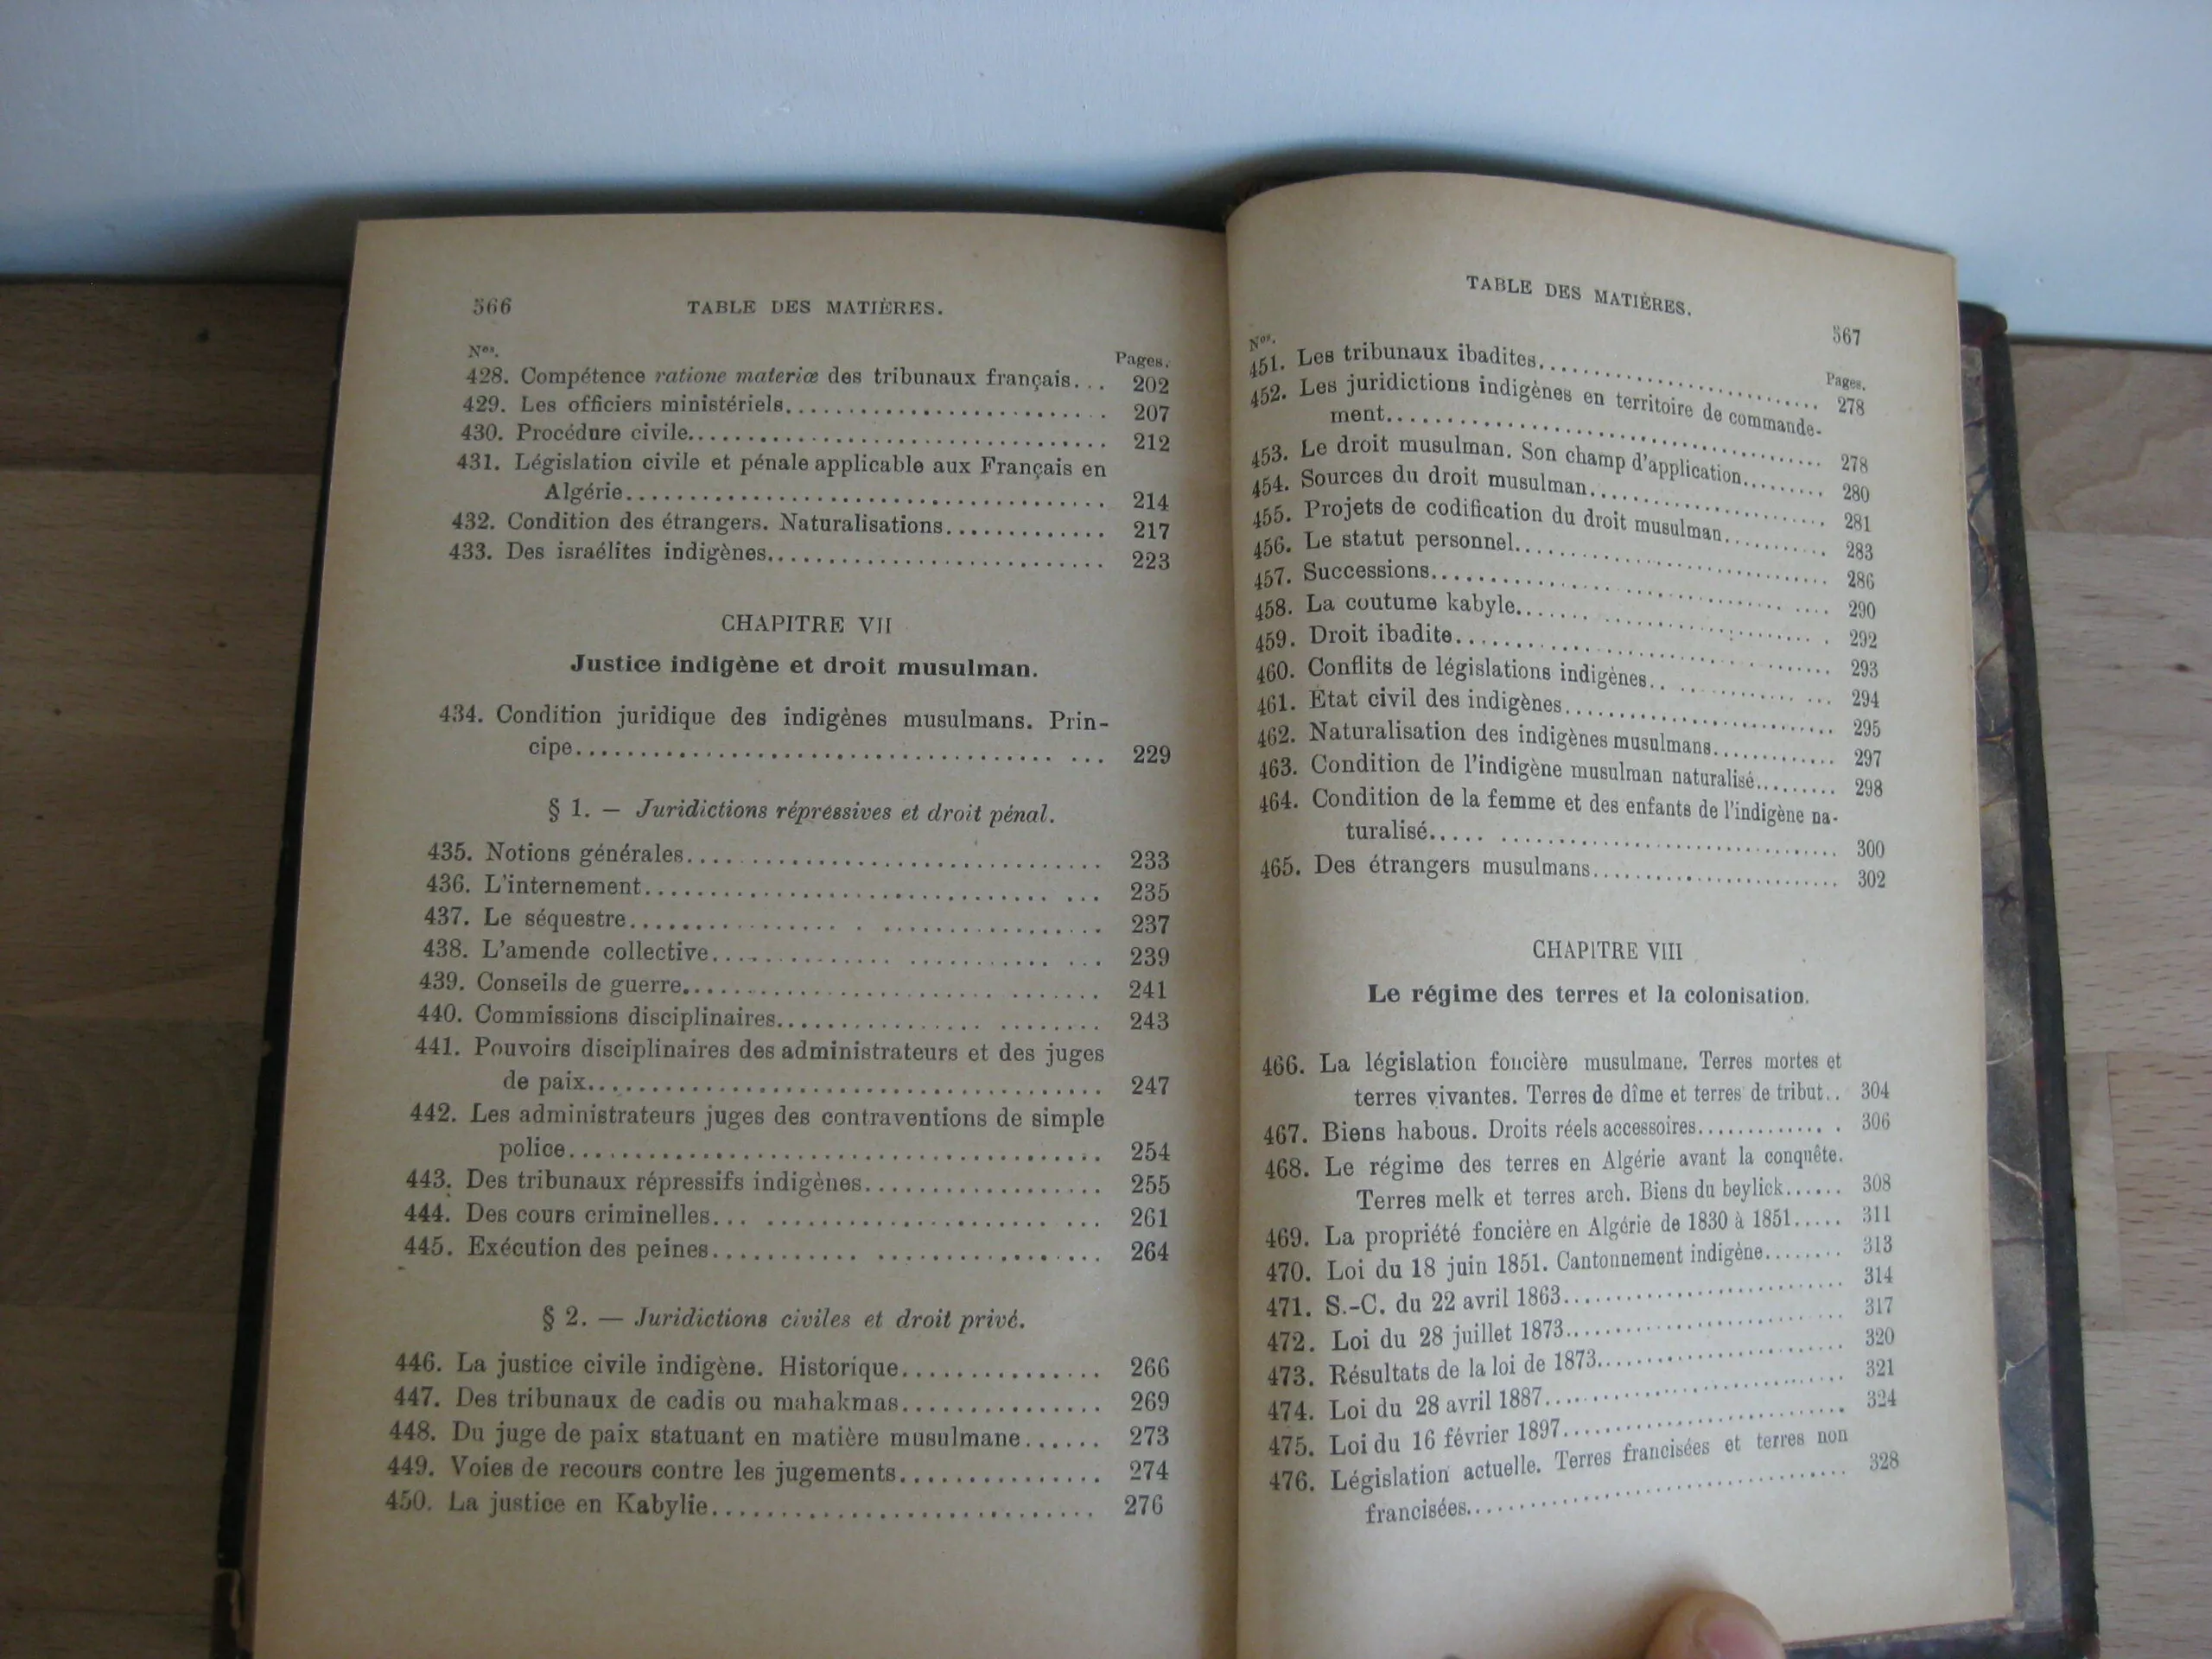 566 TABLE DES MATIÈRES.
Nos. Pages.
428. Compétence ratione materiæ des tribunaux français... 202
429. Les officiers ministériels........................ 207
430. Procédure civile........................ 212
431. Législation civile et pénale applicable aux Français en
Algérie........................ 214
432. Condition des étrangers. Naturalisations............. 217
433. Des israélites indigènes........................ 223
CHAPITRE VII
Justice indigène et droit musulman.
434. Condition juridique des indigènes musulmans. Prin-
cipe........................ 229
§ 1. — Juridictions répressives et droit pénal.
435. Notions générales........................ 233
436. L'internement........................ 235
437. Le séquestre........................ 237
438. L'amende collective........................ 239
439. Conseils de guerre........................ 241
440. Commissions disciplinaires........................ 243
441. Pouvoirs disciplinaires des administrateurs et des juges
de paix........................ 247
442. Les administrateurs juges des contraventions de simple
police........................ 254
443. Des tribunaux répressifs indigènes.................. 255
444. Des cours criminelles........................ 261
445. Exécution des peines........................ 264
§ 2. — Juridictions civiles et droit privé.
446. La justice civile indigène. Historique............... 266
447. Des tribunaux de cadis ou mahakmas............... 269
448. Du juge de paix statuant en matière musulmane...... 273
449. Voies de recours contre les jugements............... 274
450. La justice en Kabylie........................ 276
TABLE DES MATIÈRES. 567
Nos. Pages.
451. Les tribunaux ibadites........................ 278
452. Les juridictions indigènes en territoire de commande-
ment........................ 278
453. Le droit musulman. Son champ d'application......... 280
454. Sources du droit musulman........................ 281
455. Projets de codification du droit musulman........... 283
456. Le statut personnel........................ 286
457. Successions........................ 290
458. La coutume kabyle........................ 292
459. Droit ibadite........................ 293
460. Conflits de législations indigènes.................. 294
461. État civil des indigènes........................ 295
462. Naturalisation des indigènes musulmans............. 297
463. Condition de l'indigène musulman naturalisé......... 298
464. Condition de la femme et des enfants de l'indigène na-
turalisé........................ 300
465. Des étrangers musulmans........................ 302
CHAPITRE VIII
Le régime des terres et la colonisation.
466. La législation foncière musulmane. Terres mortes et
terres vivantes. Terres de dîme et terres de tribut.. 304
467. Biens habous. Droits réels accessoires.............. 306
468. Le régime des terres en Algérie avant la conquête.
Terres melk et terres arch. Biens du beylick...... 308
469. La propriété foncière en Algérie de 1830 à 1851..... 311
470. Loi du 18 juin 1851. Cantonnement indigène........ 313
471. S.-C. du 22 avril 1863........................ 314
472. Loi du 28 juillet 1873........................ 317
473. Résultats de la loi de 1873........................ 320
474. Loi du 28 avril 1887........................ 321
475. Loi du 16 février 1897........................ 324
476. Législation actuelle. Terres francisées et terres non
francisées........................ 328